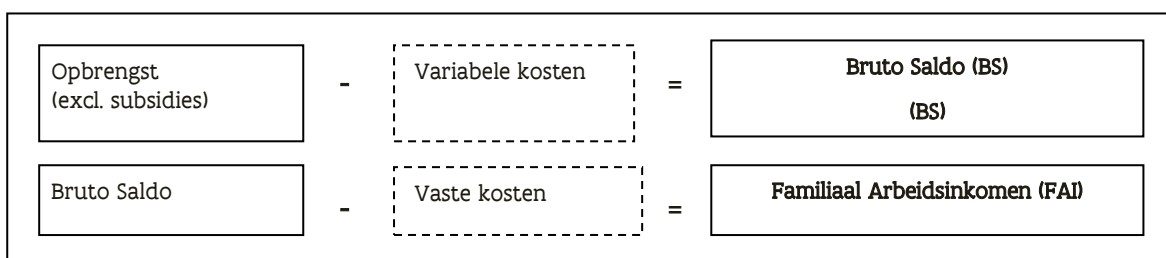 Opbrengst
(excl. subsidies)
-
Variabele kosten
=
Bruto Saldo (BS)
(BS)
Bruto Saldo
-
Vaste kosten
=
Familiaal Arbeidsinkomen (FAI)